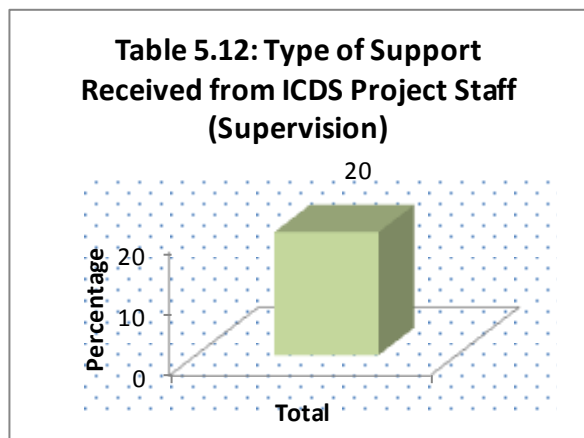 Table 5.12: Type of Support
Received from ICDS Project Staff
(Supervision)
20
20
10
0
Percentage
Total